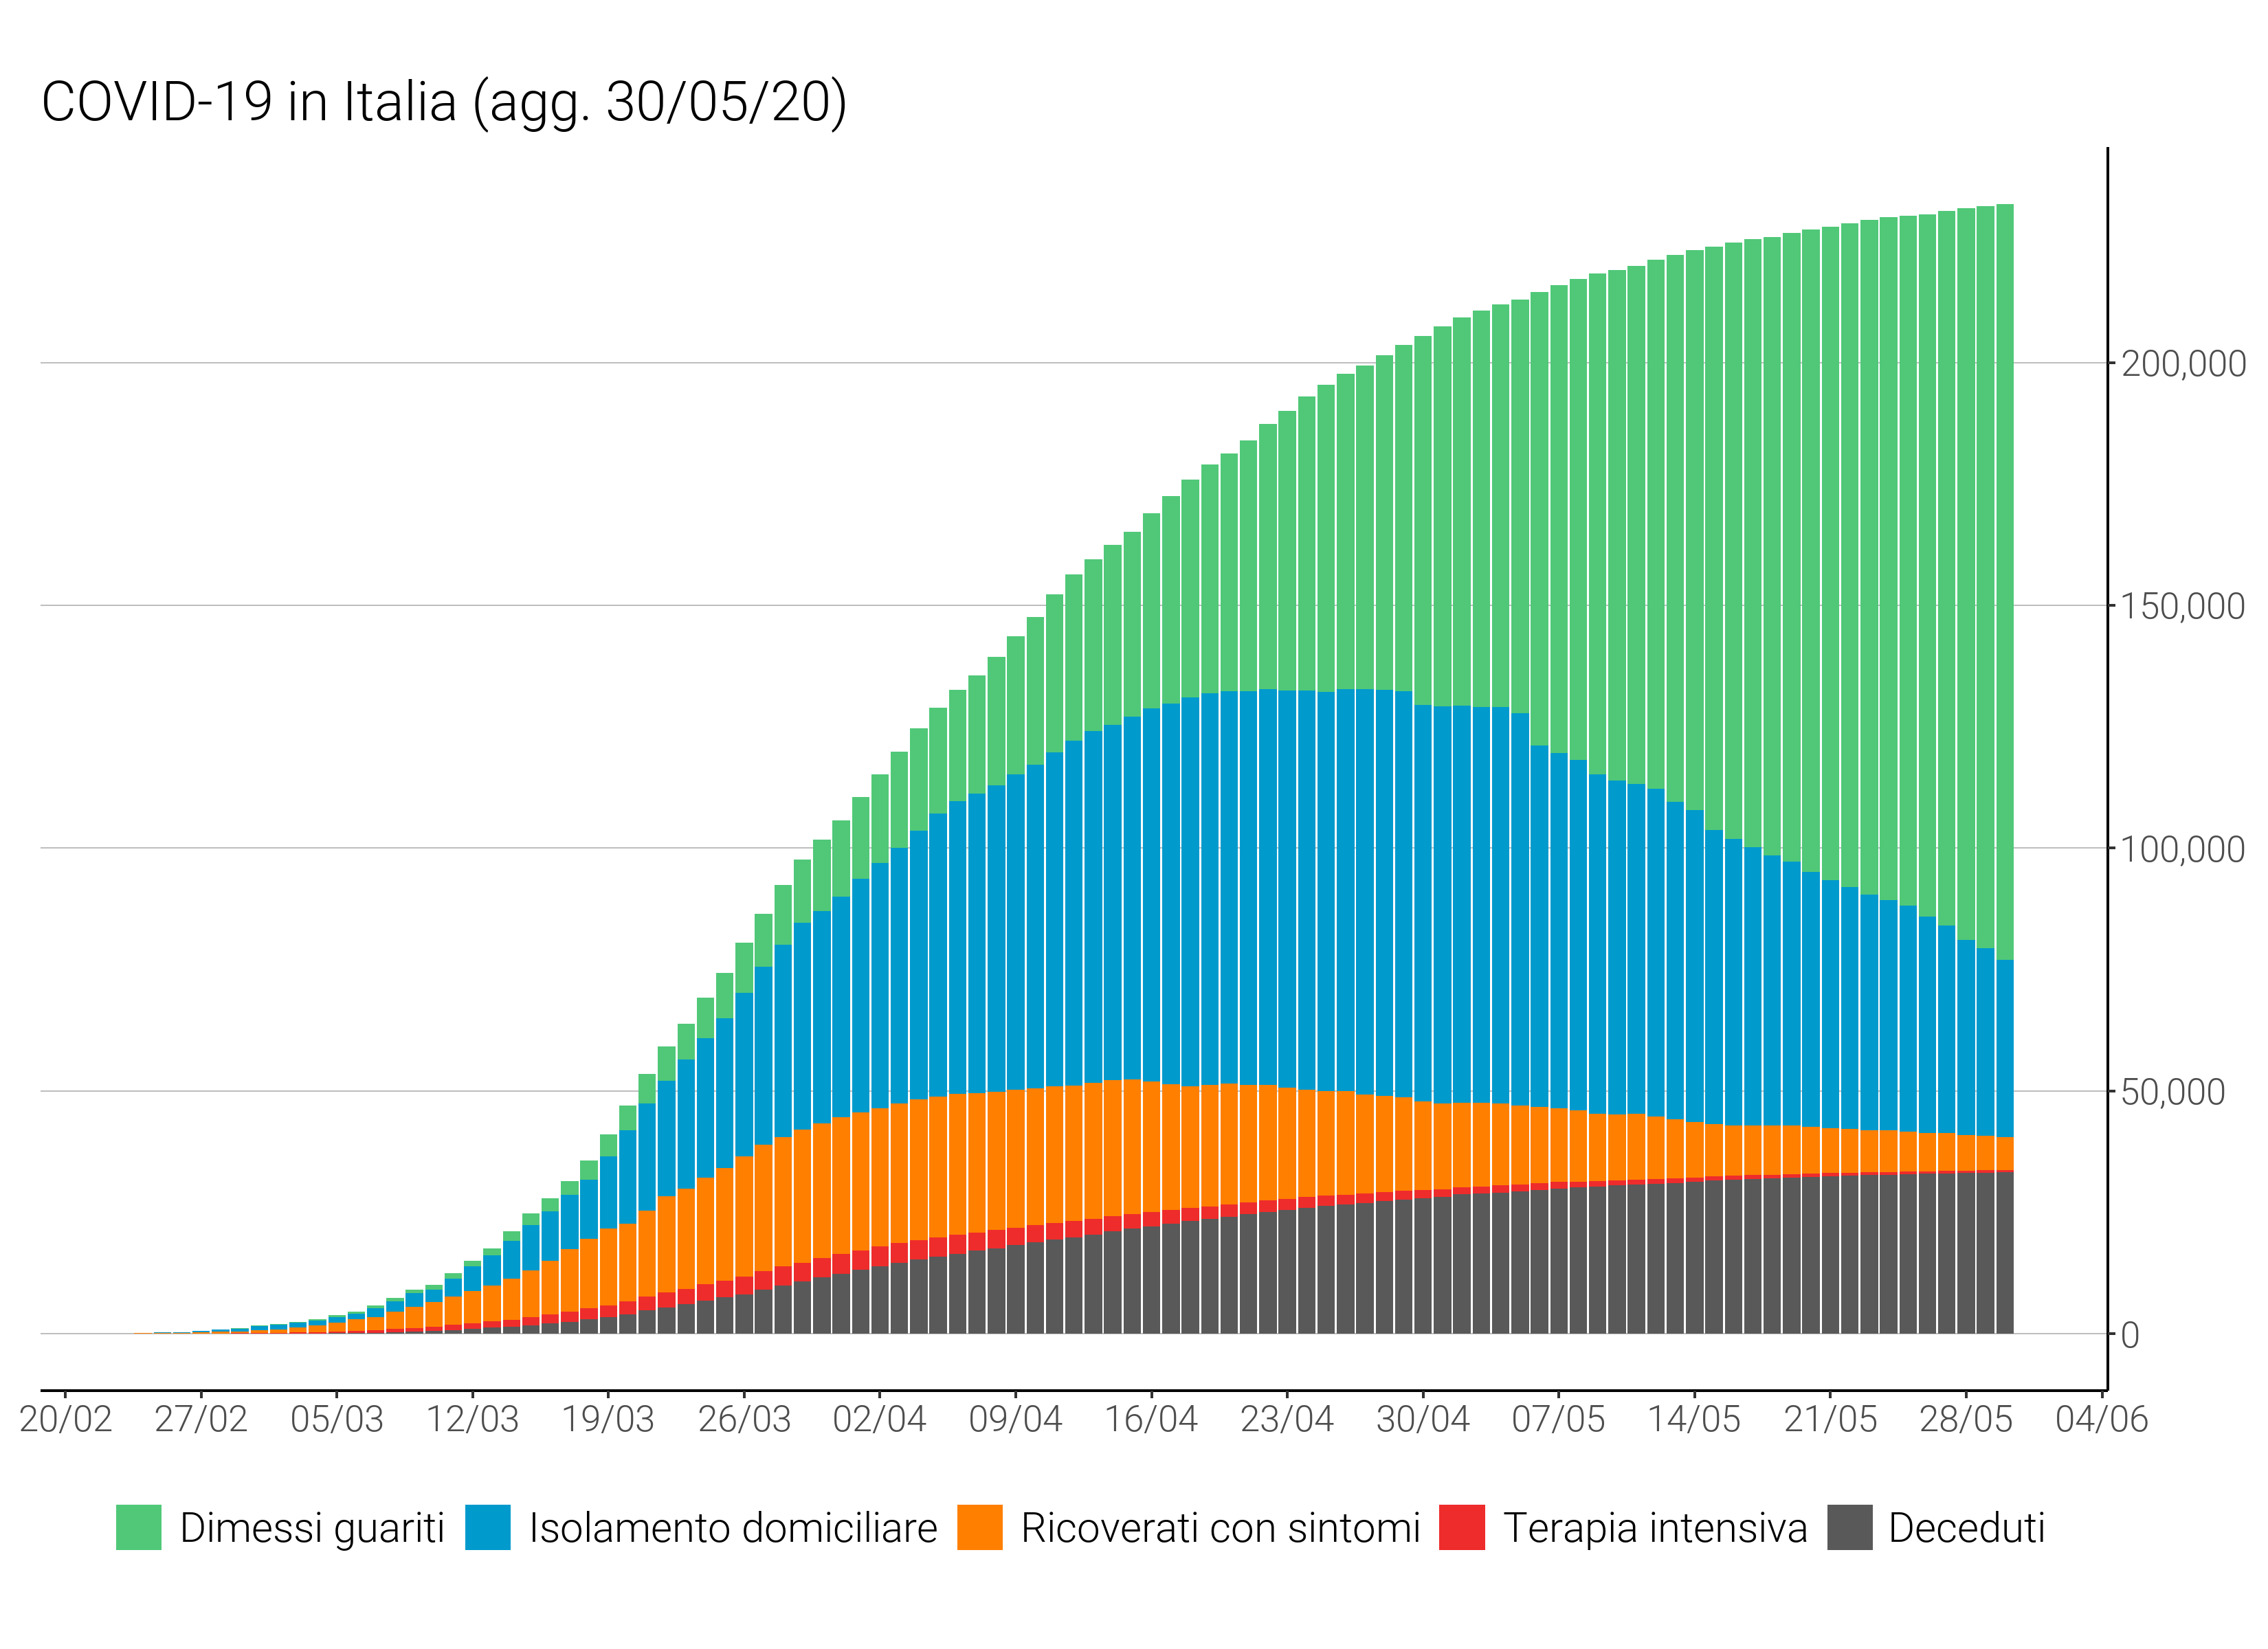 COVID-19 in Italia (agg. 30/05/20)
200,000
150,000
100,000
50,000
0
20/02 27/02 05/03 12/03 19/03 26/03 02/04 09/04 16/04 23/04 30/04 07/05 14/05 21/05 28/05 04/06
Dimessi guariti Isolamento domiciliare Ricoverati con sintomi Terapia intensiva Deceduti